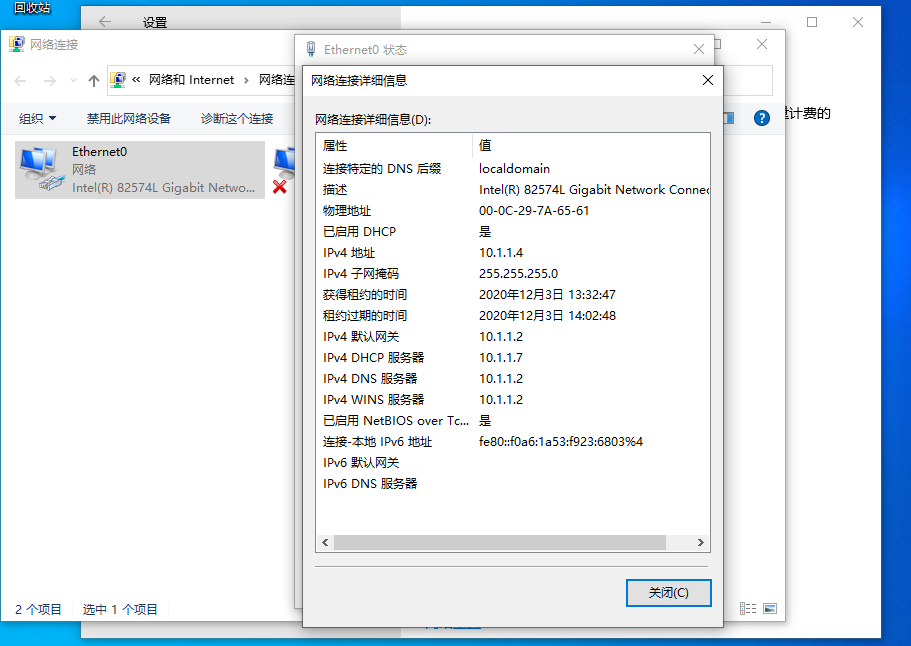 回收站
设置
网络连接
« 网络和 Internet › 网络连
组织 禁用此网络设备 诊断这个连接
Ethernet0
网络
Intel(R) 82574L Gigabit Netwo...
2 个项目 选中 1 个项目
计费的
Ethernet0 状态
网络连接详细信息
网络连接详细信息(D):
属性 值
连接特定的 DNS 后缀 localdomain
描述 Intel(R) 82574L Gigabit Network Connec
物理地址 00-0C-29-7A-65-61
已启用 DHCP 是
IPv4 地址 10.1.1.4
IPv4 子网掩码 255.255.255.0
获得租约的时间 2020年12月3日 13:32:47
租约过期的时间 2020年12月3日 14:02:48
IPv4 默认网关 10.1.1.2
IPv4 DHCP 服务器 10.1.1.7
IPv4 DNS 服务器 10.1.1.2
IPv4 WINS 服务器 10.1.1.2
已启用 NetBIOS over Tc... 是
连接-本地 IPv6 地址 fe80::f0a6:1a53:f923:6803%4
IPv6 默认网关
IPv6 DNS 服务器
关闭(C)